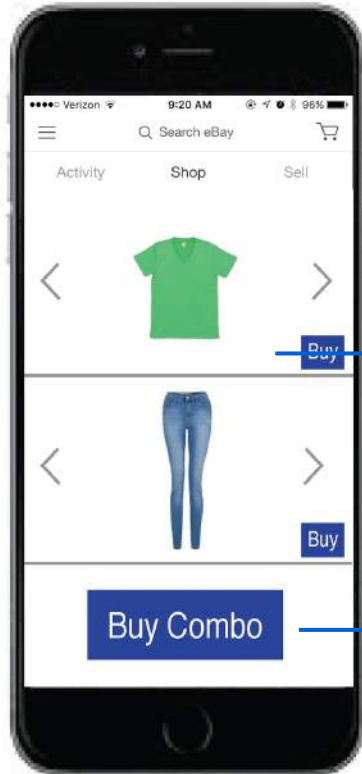 Verizon 9:20 AM 96%
Search eBay
Activity Shop Sell
Buy
Buy
Buy Combo